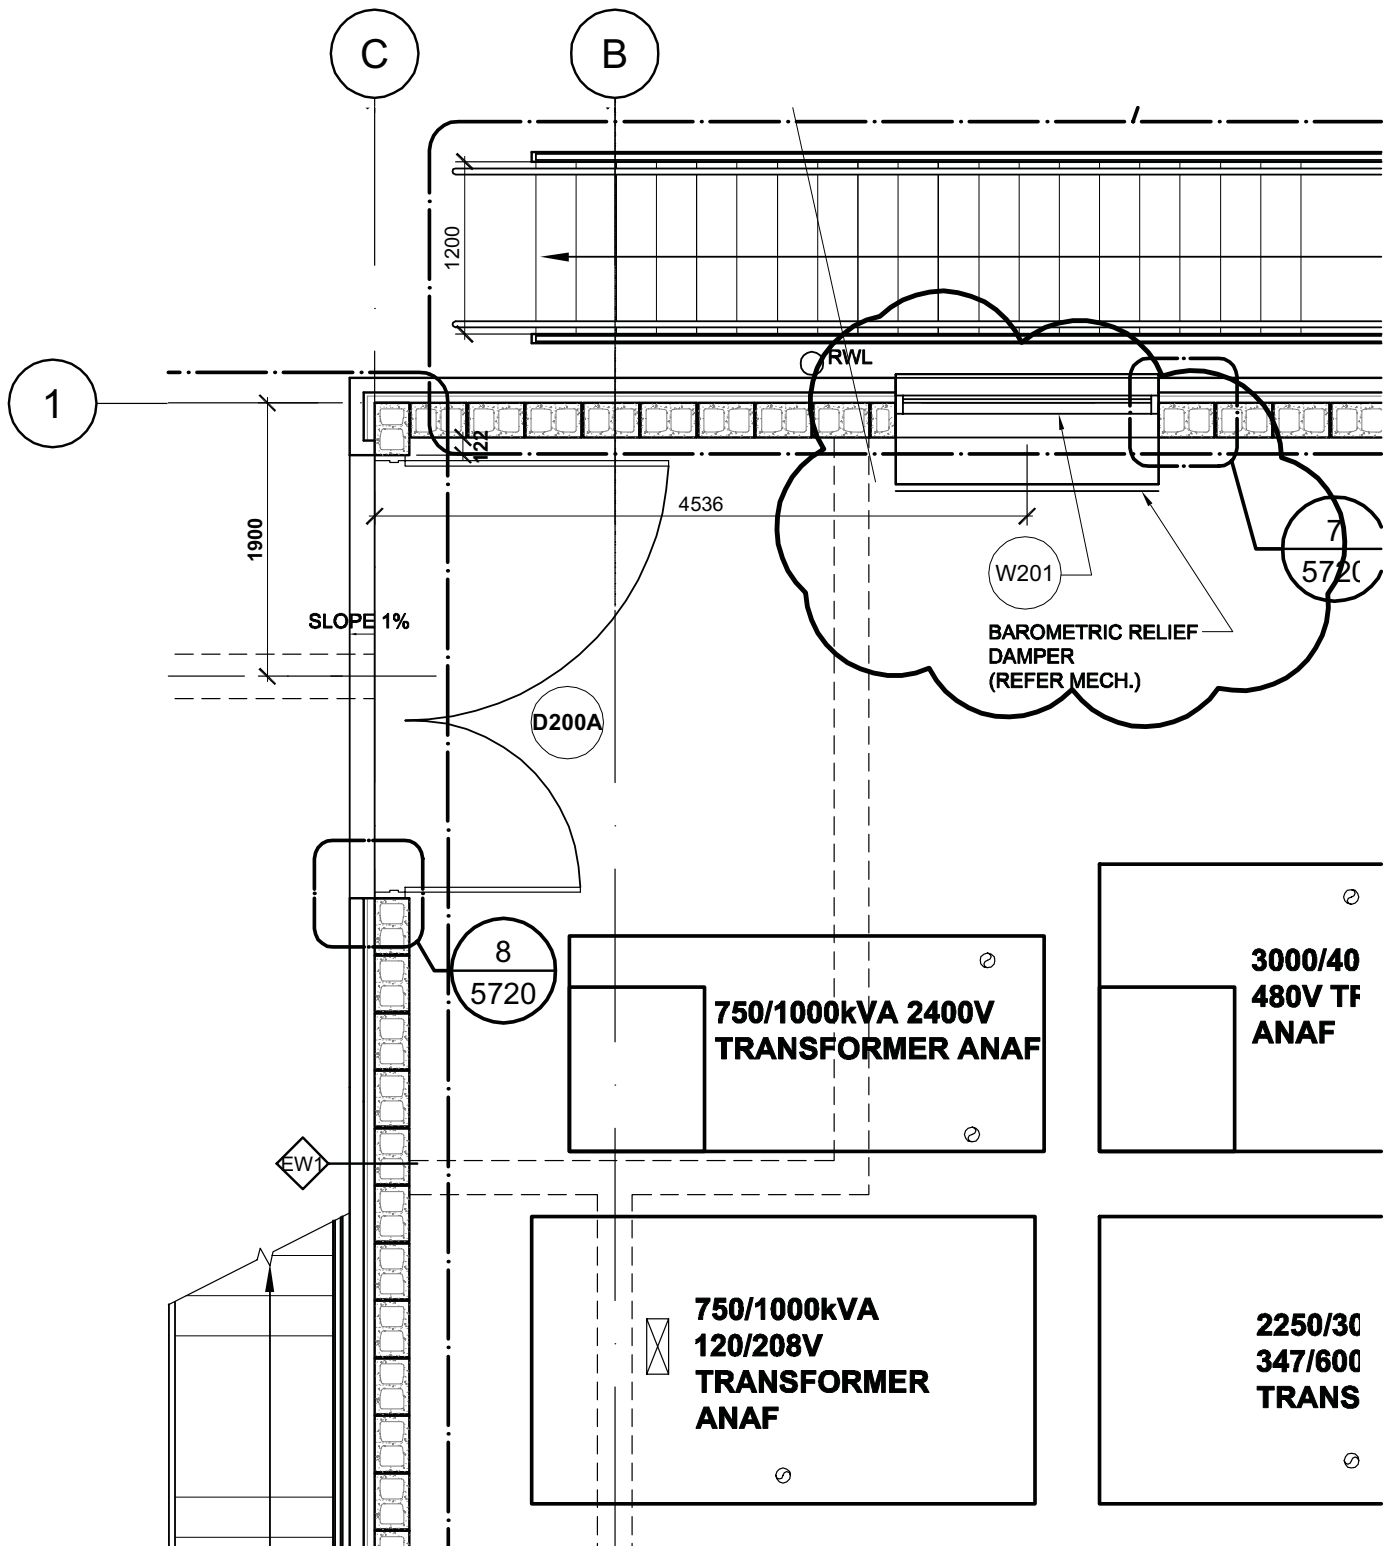 C
B
1200
RWL
1
122
4536
1900
7
5720
W201
SLOPE 1%
BAROMETRIC RELIEF
DAMPER
(REFER MECH.)
D200A
8
5720
3000/40
480V TR
ANAF
750/1000kVA 2400V
TRANSFORMER ANAF
EW1
750/1000kVA
120/208V
TRANSFORMER
ANAF
2250/30
347/600
TRANS